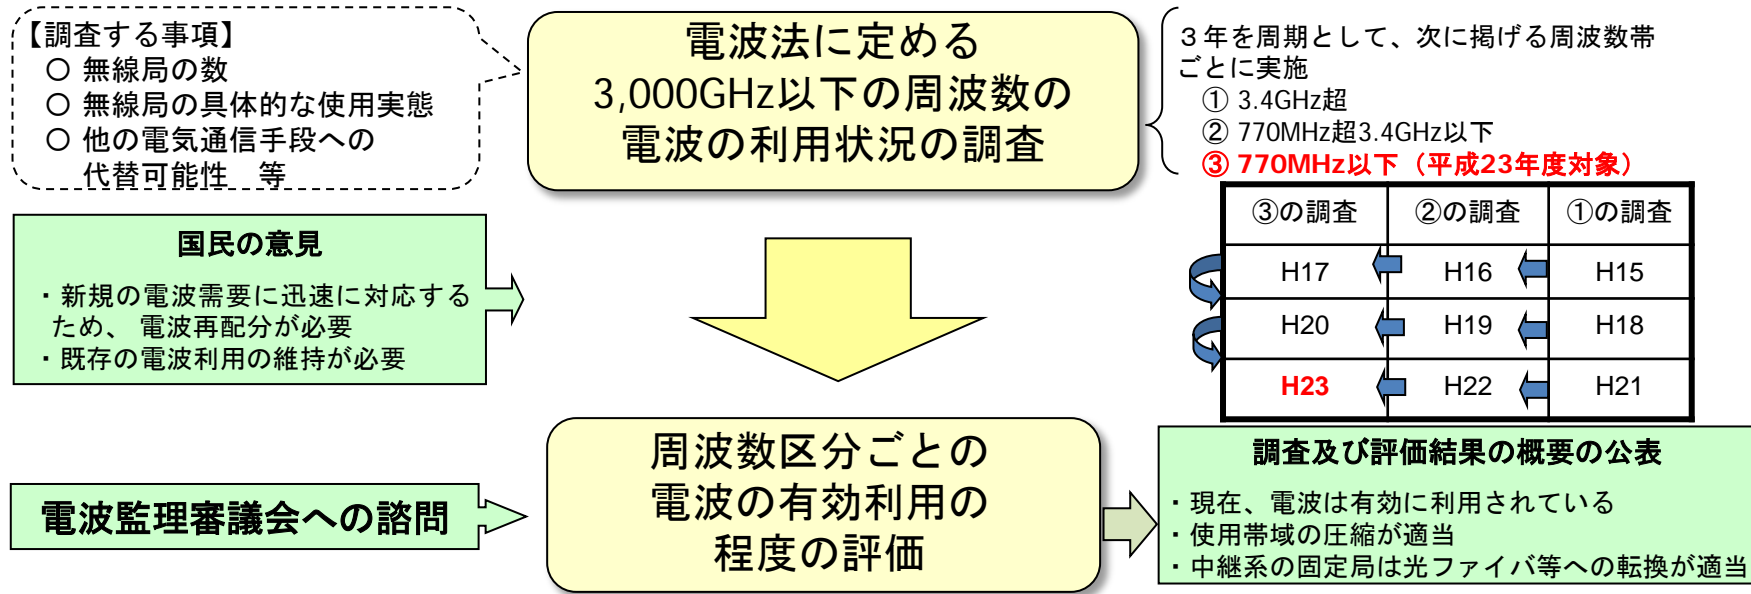 【調査する事項】
○ 無線局の数
○ 無線局の具体的な使用実態
○ 他の電気通信手段への
代替可能性　等
電波法に定める
3,000GHz以下の周波数の
電波の利用状況の調査
３年を周期として、次に掲げる周波数帯
ごとに実施
① 3.4GHz超
② 770MHz超3.4GHz以下
③ 770MHz以下（平成23年度対象）
③の調査 ②の調査 ①の調査
H17 H16 H15
H20 H19 H18
H23 H22 H21
国民の意見
・新規の電波需要に迅速に対応する
ため、 電波再配分が必要
・既存の電波利用の維持が必要
電波監理審議会への諮問
周波数区分ごとの
電波の有効利用の
程度の評価
調査及び評価結果の概要の公表
・現在、電波は有効に利用されている
・使用帯域の圧縮が適当
・中継系の固定局は光ファイバ等への転換が適当